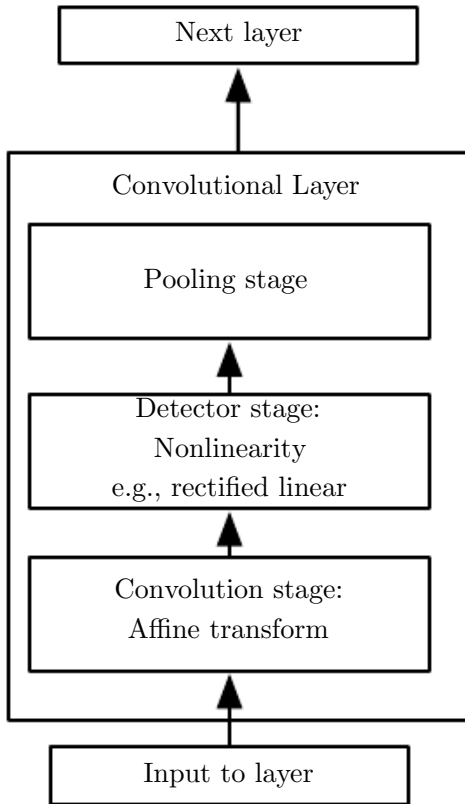 Next layer
Convolutional Layer
Pooling stage
Detector stage:
Nonlinearity
e.g., rectified linear
Convolution stage:
Affine transform
Input to layer